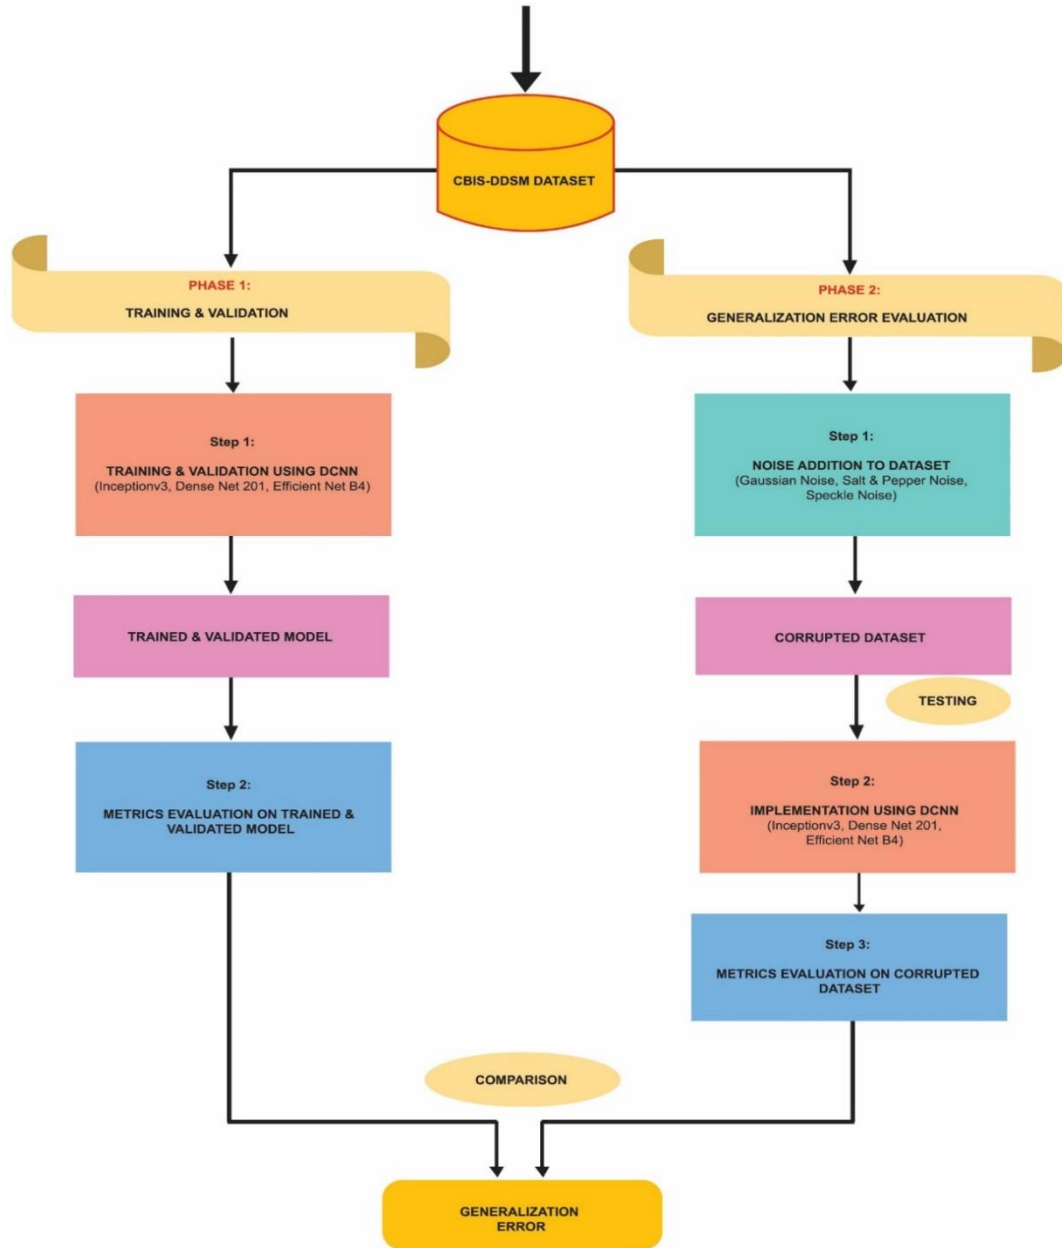 CBIS-DDSM DATASET
PHASE 1:
TRAINING & VALIDATION
Step 1:
TRAINING & VALIDATION USING DCNN
(Inceptionv3, Dense Net 201, Efficient Net B4)
TRAINED & VALIDATED MODEL
Step 2:
METRICS EVALUATION ON TRAINED &
VALIDATED MODEL
PHASE 2:
GENERALIZATION ERROR EVALUATION
Step 1:
NOISE ADDITION TO DATASET
(Gaussian Noise, Salt & Pepper Noise,
Speckle Noise)
CORRUPTED DATASET
TESTING
Step 2:
IMPLEMENTATION USING DCNN
(Inceptionv3, Dense Net 201,
Efficient Net B4)
Step 3:
METRICS EVALUATION ON CORRUPTED
DATASET
COMPARISON
GENERALIZATION
ERROR